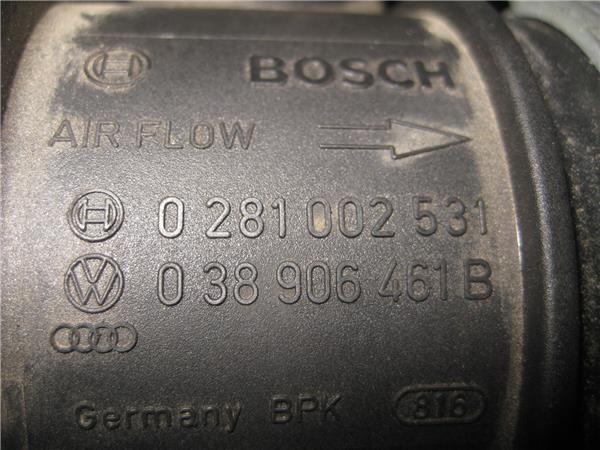 BOSCH
AIR FLOW
0 281 002 531
0 38 906 461 B
Germany BPK 816